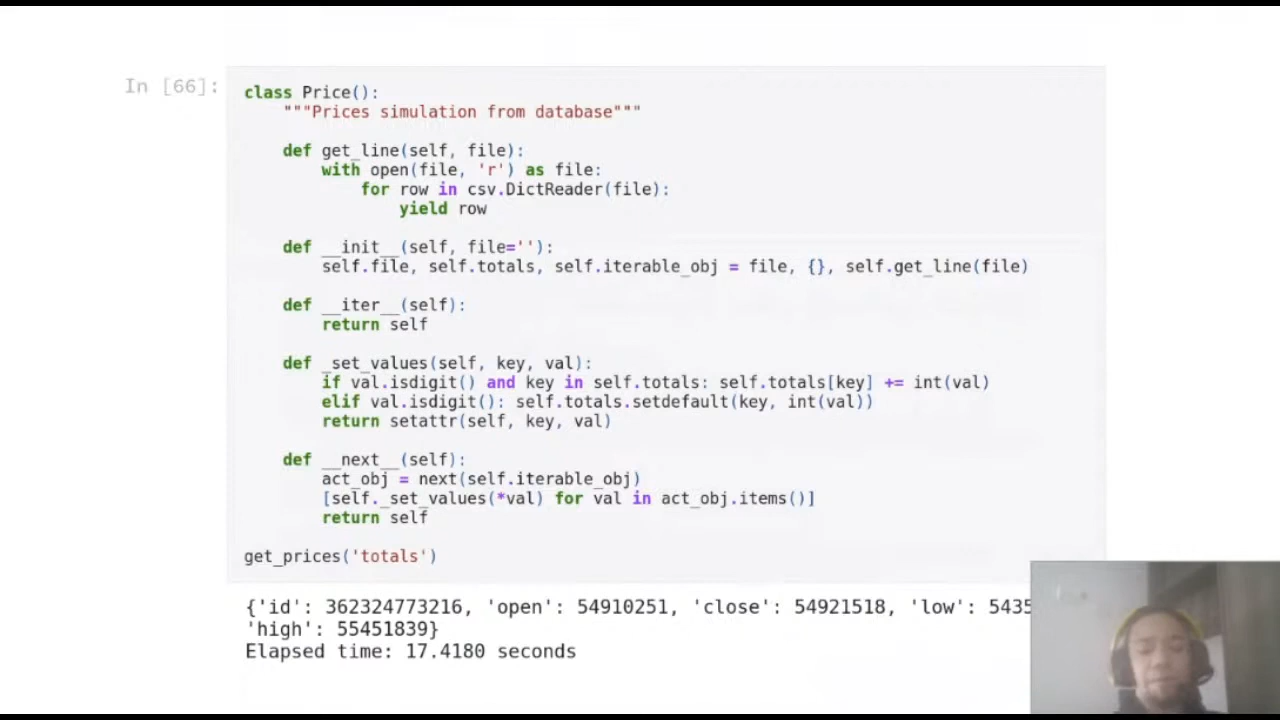 In [66]:
class Price():
    """Prices simulation from database"""
    def get_line(self, file):
        with open(file, 'r') as file:
            for row in csv.DictReader(file):
                yield row
    def __init__(self, file=''):
        self.file, self.totals, self.iterable_obj = file, {}, self.get_line(file)
    def __iter__(self):
        return self
    def _set_values(self, key, val):
        if val.isdigit() and key in self.totals: self.totals[key] += int(val)
        elif val.isdigit(): self.totals.setdefault(key, int(val))
        return setattr(self, key, val)
    def __next__(self):
        act_obj = next(self.iterable_obj)
        [self._set_values(*val) for val in act_obj.items()]
        return self
get_prices('totals')
{'id': 362324773216, 'open': 54910251, 'close': 54921518, 'low': 5435
'high': 55451839}
Elapsed time: 17.4180 seconds